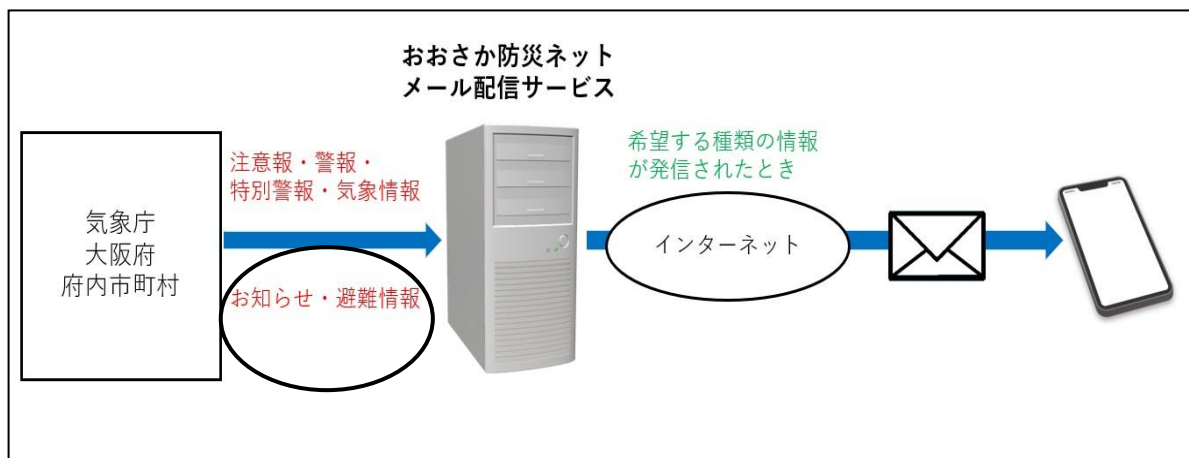 おおさか防災ネット
メール配信サービス
気象庁
大阪府
府内市町村
注意報・警報・
特別警報・気象情報
お知らせ・避難情報
希望する種類の情報
が発信されたとき
インターネット